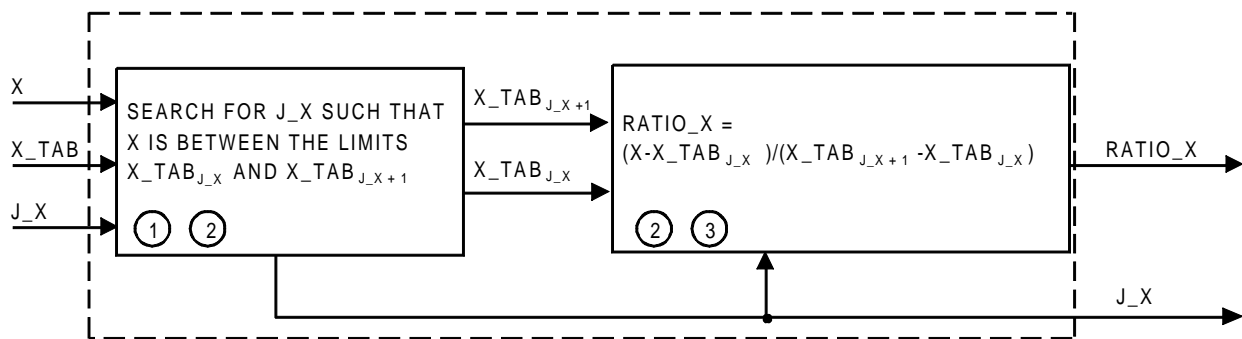 X
X_TAB
J_X
SEARCH FOR J_X SUCH THAT
X IS BETWEEN THE LIMITS
X_TAB J_X AND X_TAB J_X + 1
1 2
X_TAB J_X +1
X_TAB J_X
RATIO_X =
(X-X_TAB J_X )/(X_TAB J_X + 1 -X_TAB J_X )
2 3
RATIO_X
J_X